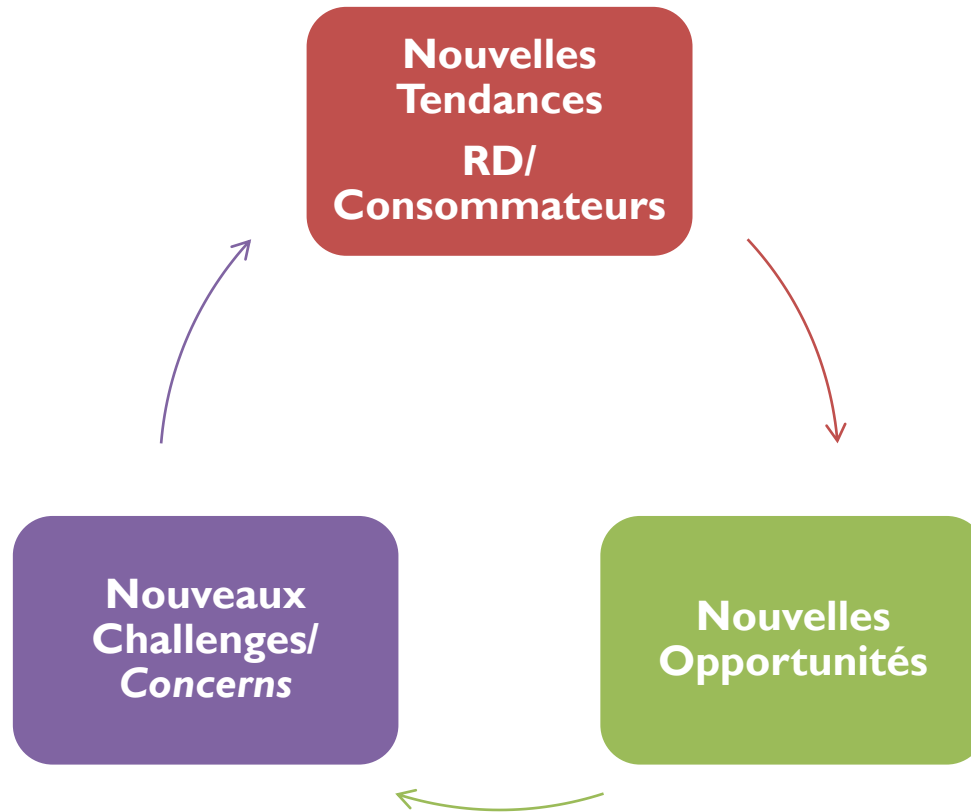 Nouvelles
Tendances
RD/
Consommateurs
Nouveaux
Challenges/
Concerns
Nouvelles
Opportunités